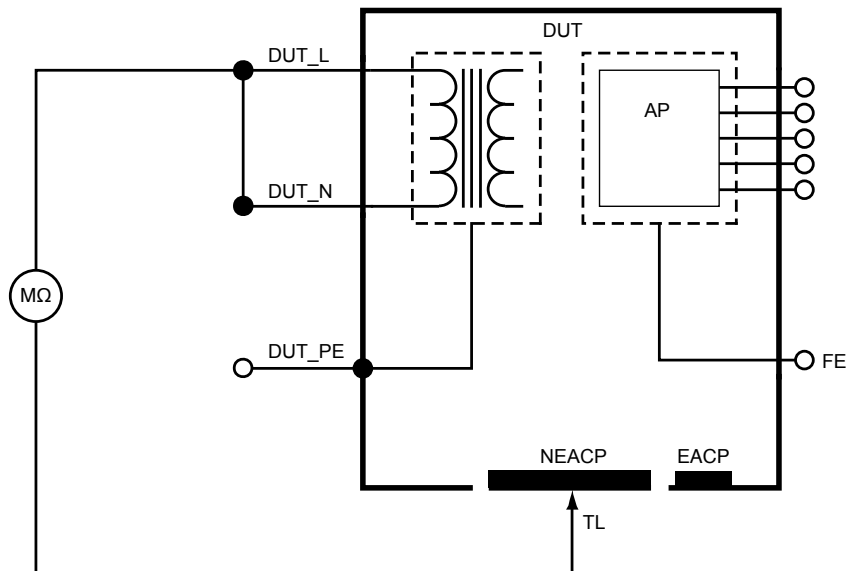 DUT
DUT_L
AP
DUT_N
MΩ
DUT_PE
FE
NEACP
EACP
TL